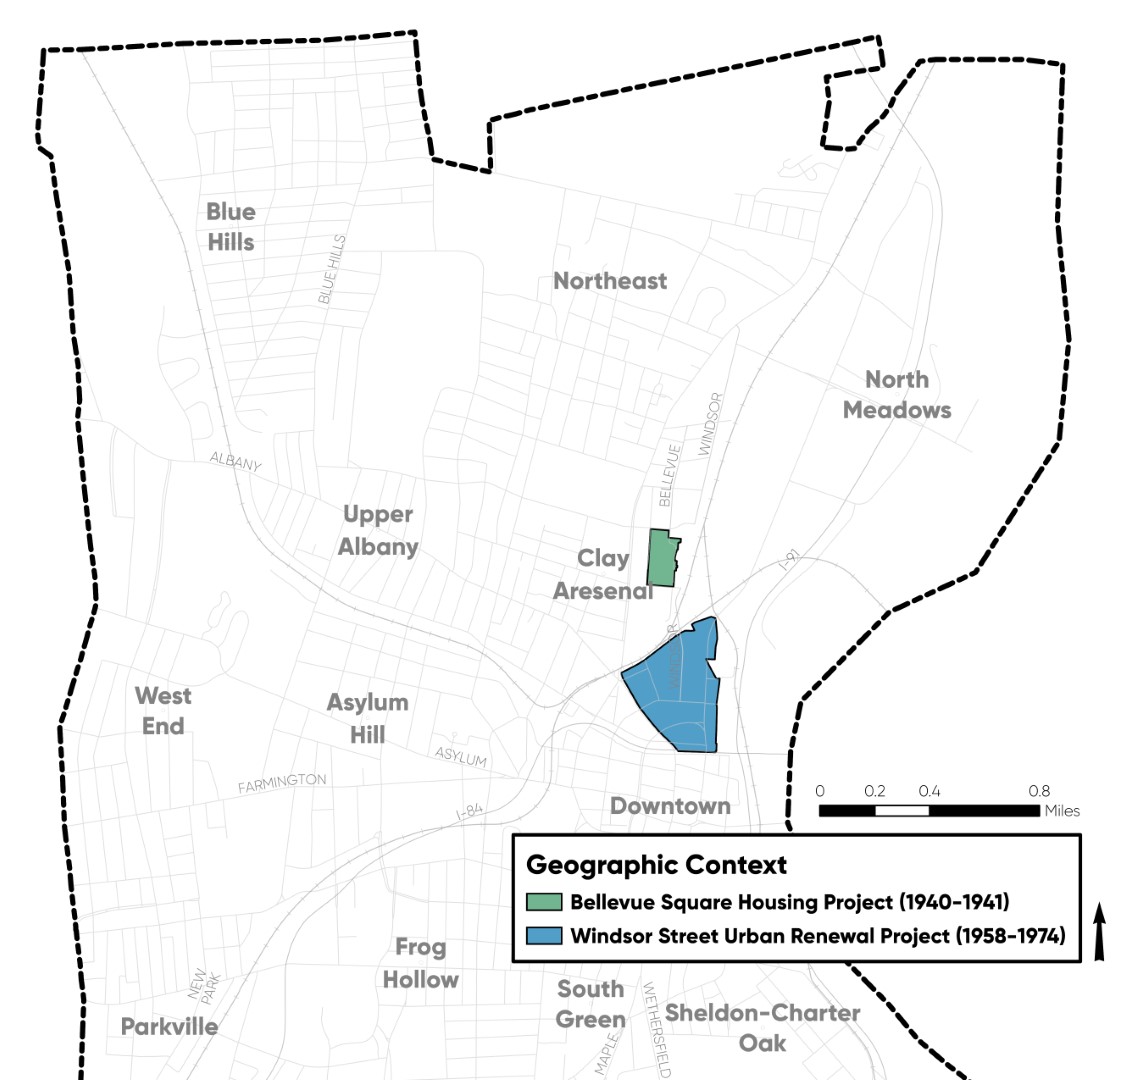 Blue
Hills
BLUE HILLS
Northeast
North
Meadows
WINDSOR
BELLEVUE
ALBANY
Upper
Albany
Clay
Aresenal
I-91
WINDSOR
West
End
Asylum
Hill
ASYLUM
FARMINGTON
I-84
Downtown
0 0.2 0.4 0.8
Miles
Geographic Context
Bellevue Square Housing Project (1940-1941)
Windsor Street Urban Renewal Project (1958-1974)
Frog
Hollow
NEW
PARK
Parkville
South
Green
MAPLE
WETHERSFIELD
Sheldon-Charter
Oak